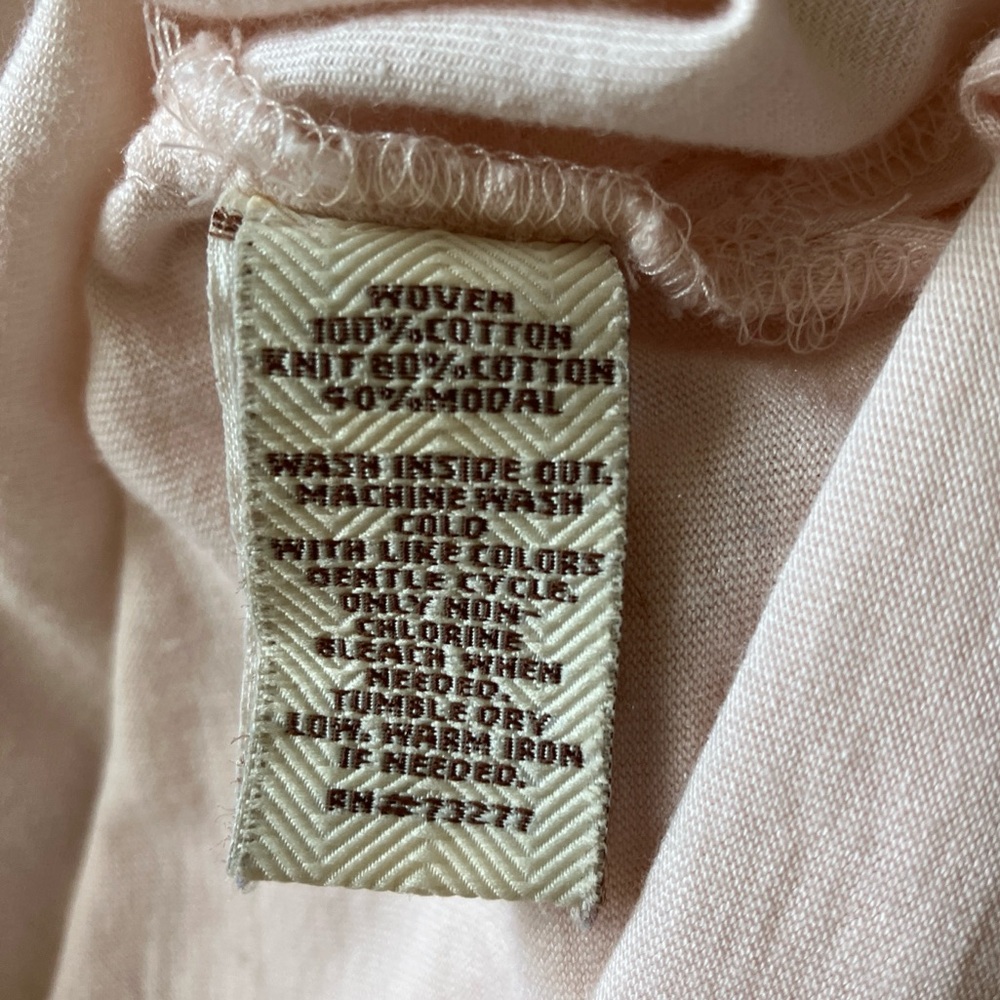 WOVEN
100% COTTON
KNIT 60% COTTON
40% MODAL
WASH INSIDE OUT.
MACHINE WASH
COLD
WITH LIKE COLORS
GENTLE CYCLE.
ONLY NON-
CHLORINE
BLEACH WHEN
NEEDED.
TUMBLE DRY
LOW. WARM IRON
IF NEEDED.
RN#73277